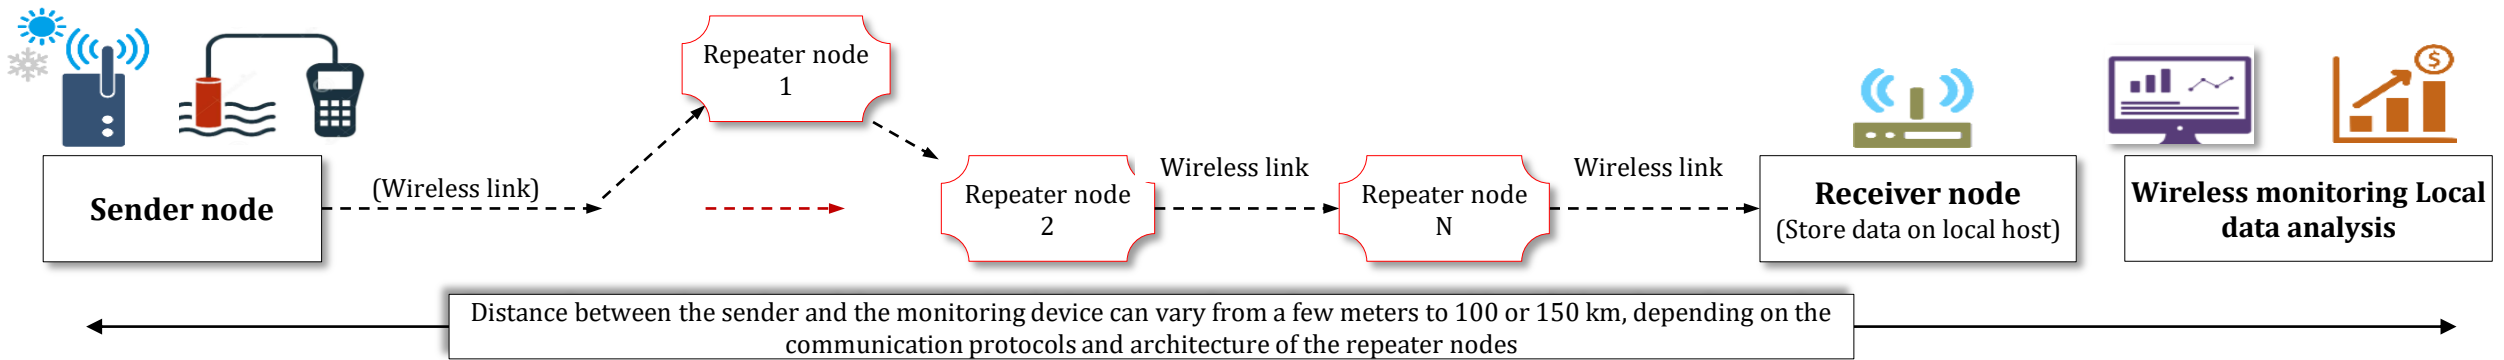 Repeater node
1
Sender node
(Wireless link)
Repeater node
2
Wireless link
Repeater node
N
Wireless link
Receiver node
(Store data on local host)
$
Wireless monitoring Local
data analysis
Distance between the sender and the monitoring device can vary from a few meters to 100 or 150 km, depending on the
communication protocols and architecture of the repeater nodes